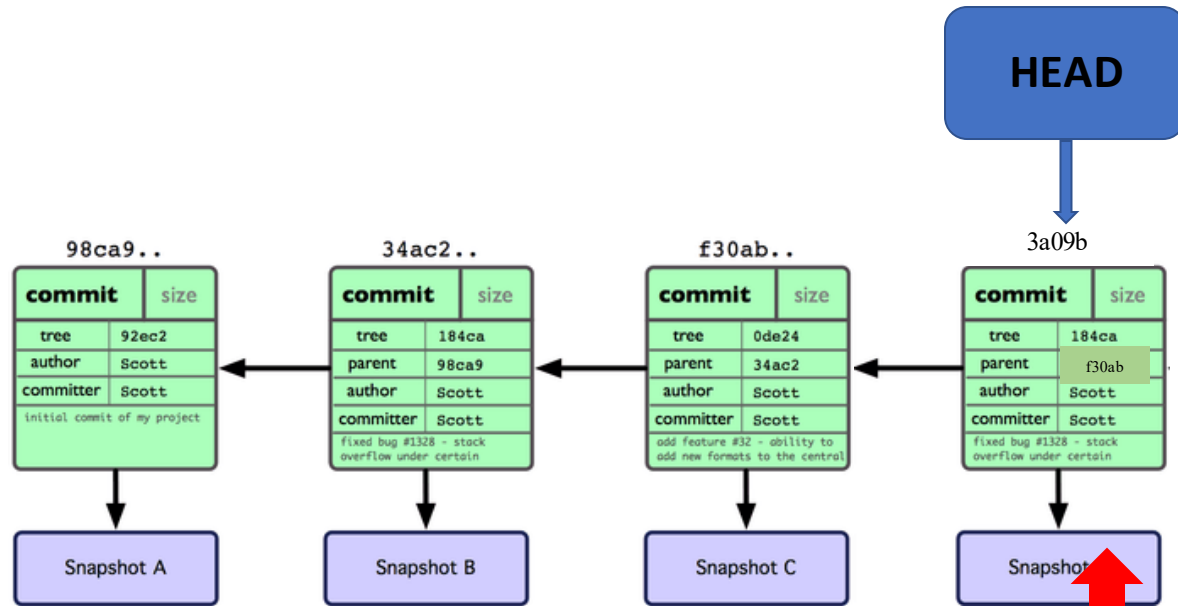 HEAD
98ca9..
34ac2..
f30ab..
3a09b
commit size
tree 92ec2
author Scott
committer Scott
initial commit of my project
commit size
tree 184ca
parent 98ca9
author Scott
committer Scott
fixed bug #1328 - stack
overflow under certain
commit size
tree 0de24
parent 34ac2
author Scott
committer Scott
add feature #32 - ability to
add new formats to the central
commit size
tree 184ca
parent f30ab
author Scott
committer Scott
fixed bug #1328 - stack
overflow under certain
Snapshot A
Snapshot B
Snapshot C
Snapshot